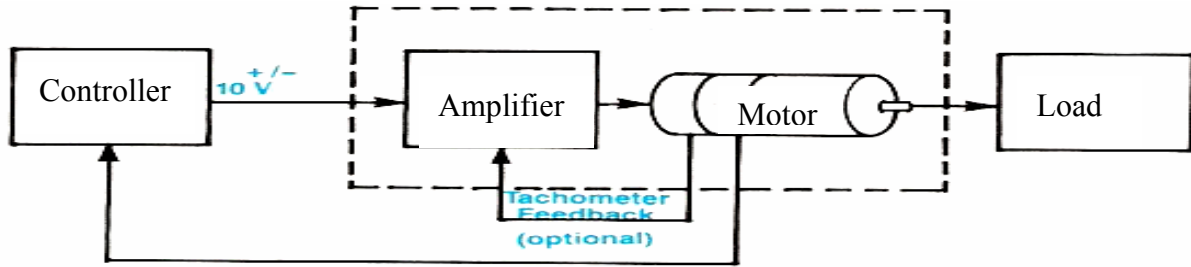 Controller
+/-
10 V
Amplifier
Motor
Load
Tachometer
Feedback
(optional)